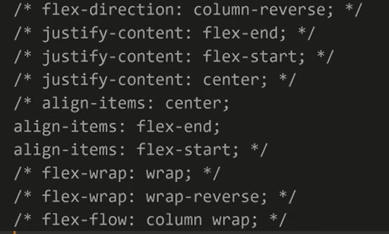 /* flex-direction: column-reverse; */
/* justify-content: flex-end; */
/* justify-content: flex-start; */
/* justify-content: center; */
/* align-items: center;
align-items: flex-end;
align-items: flex-start; */
/* flex-wrap: wrap; */
/* flex-wrap: wrap-reverse; */
/* flex-flow: column wrap; */